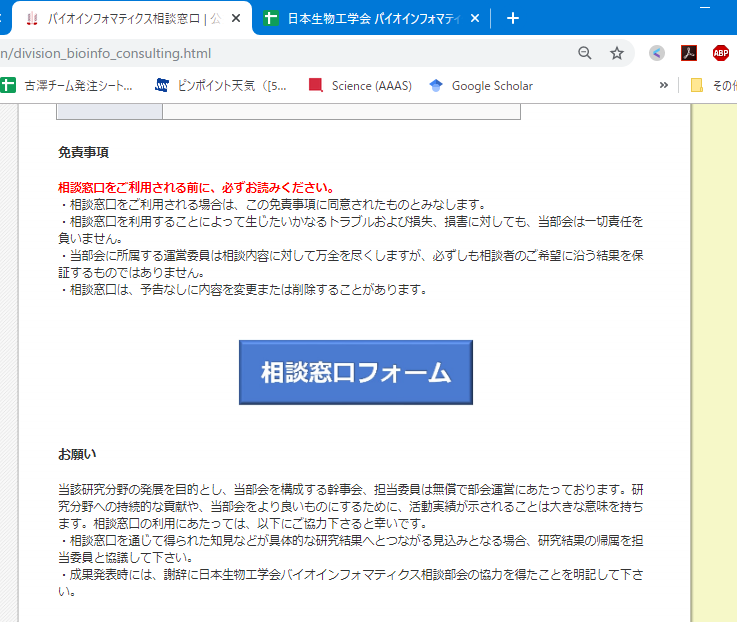 バイオインフォマティクス相談窓口 | 公
日本生物工学会 バイオインフォマティ
n/division_bioinfo_consulting.html
ABP
古澤チーム発注シート...
ピンポイント天気（[5...
Science (AAAS)
Google Scholar
»
その他
免責事項
相談窓口をご利用される前に、必ずお読みください。
・相談窓口をご利用される場合は、この免責事項に同意されたものとみなします。
・相談窓口を利用することによって生じたいかなるトラブルおよび損失、損害に対しても、当部会は一切責任を
負いません。
・当部会に所属する運営委員は相談内容に対して万全を尽くしますが、必ずしも相談者のご希望に沿う結果を保
証するものではありません。
・相談窓口は、予告なしに内容を変更または削除することがあります。
相談窓口フォーム
お願い
当該研究分野の発展を目的とし、当部会を構成する幹事会、担当委員は無償で部会運営にあたっております。研
究分野への持続的な貢献や、当部会をより良いものにするために、活動実績が示されることは大きな意味を持ち
ます。相談窓口の利用にあたっては、以下にご協力下さると幸いです。
・相談窓口を通じて得られた知見などが具体的な研究結果へとつながる見込みとなる場合、研究結果の帰属を担
当委員と協議して下さい。
・成果発表時には、謝辞に日本生物工学会バイオインフォマティクス相談部会の協力を得たことを明記して下さ
い。